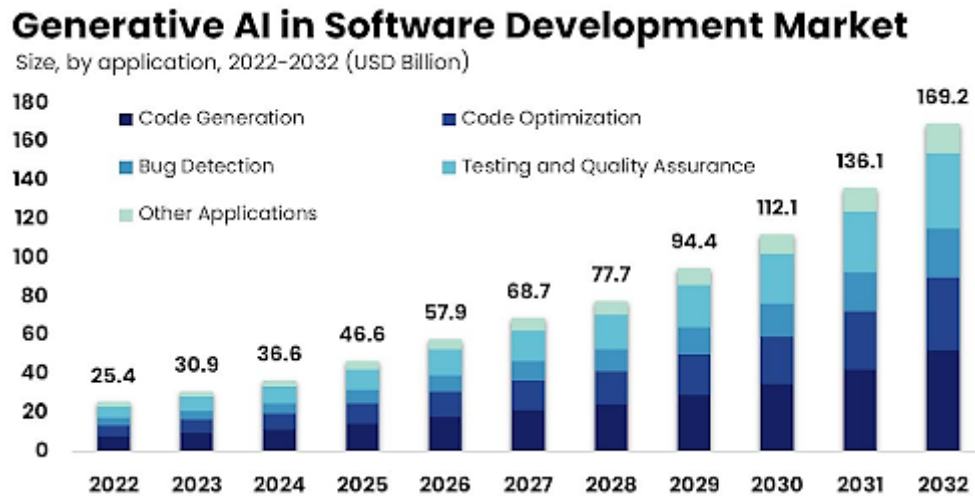 Generative AI in Software Development Market
Size, by application, 2022-2032 (USD Billion)
180
160
140
120
100
80
60
40
20
0
Code Generation
Code Optimization
Bug Detection
Testing and Quality Assurance
Other Applications
25.4
30.9
36.6
46.6
57.9
68.7
77.7
94.4
112.1
136.1
169.2
2022 2023 2024 2025 2026 2027 2028 2029 2030 2031 2032